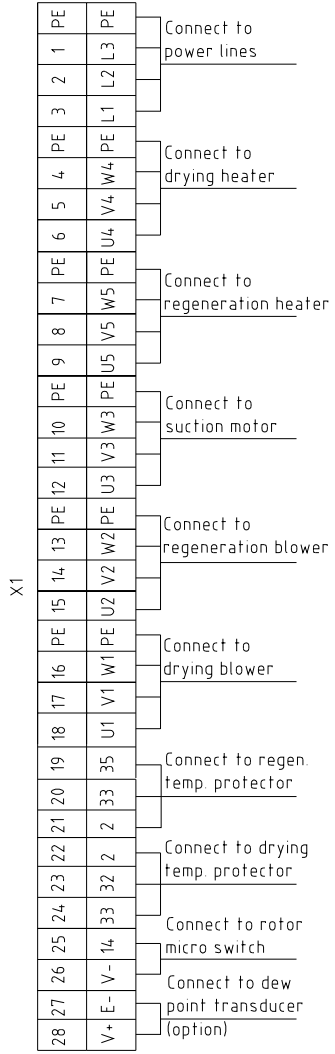 X1
PE PE
1 L3
2 L2
3 L1
Connect to
power lines
PE PE
4 W4
5 V4
6 U4
Connect to
drying heater
PE PE
7 W5
8 V5
9 U5
Connect to
regeneration heater
PE PE
10 W3
11 V3
12 U3
Connect to
suction motor
PE PE
13 W2
14 V2
15 U2
Connect to
regeneration blower
PE PE
16 W1
17 V1
18 U1
Connect to
drying blower
19 35
20 33
21 2
Connect to regen.
temp. protector
22 2
23 32
24 33
Connect to drying
temp. protector
25 14
26 V-
Connect to rotor
micro switch
27 E-
28 V+
Connect to dew
point transducer
(option)